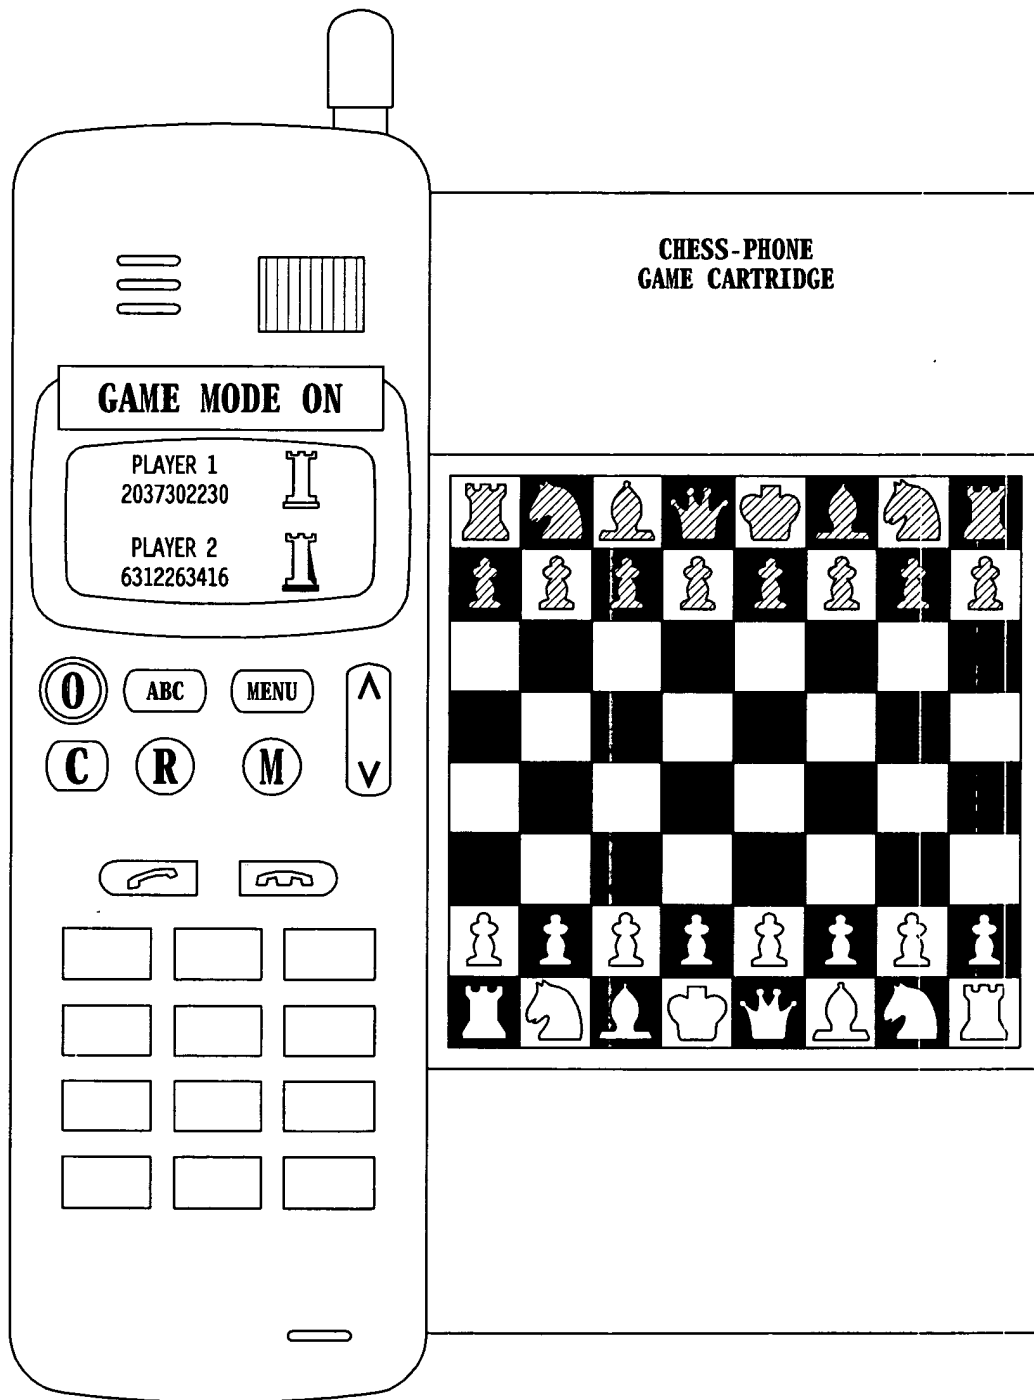 CHESS-PHONE
GAME CARTRIDGE
GAME MODE ON
PLAYER 1
2037302230
PLAYER 2
6312263416
O ABC MENU
C R M